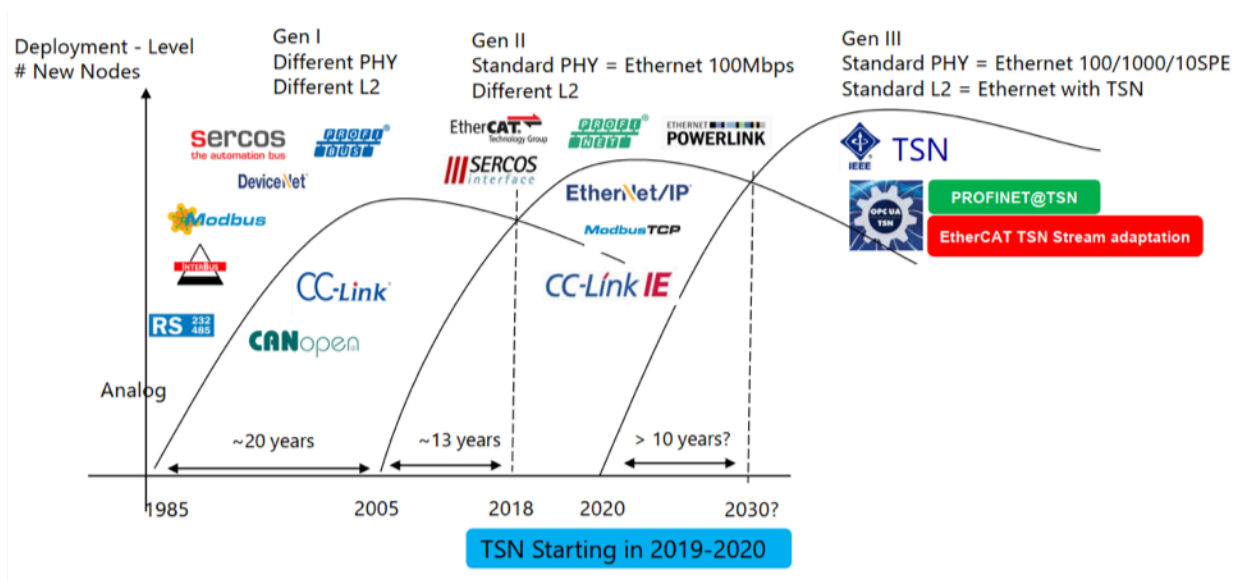 Deployment - Level
# New Nodes
Gen I
Different PHY
Different L2
Gen II
Standard PHY = Ethernet 100Mbps
Different L2
Gen III
Standard PHY = Ethernet 100/1000/10SPE
Standard L2 = Ethernet with TSN
sercos
the automation bus
PROFI
BUS
DeviceNet
Modbus
INTERBUS
RS 232
485
CC-Link
CANopen
Analog
EtherCAT
Technology Group
SERCOS
interface
PROFI
NET
ETHERNET
POWERLINK
EtherNet/IP
ModbusTCP
CC-Link IE
IEEE
TSN
OPC UA
TSN
PROFINET@TSN
EtherCAT TSN Stream adaptation
~20 years
~13 years
> 10 years?
1985
2005
2018
2020
2030?
TSN Starting in 2019-2020